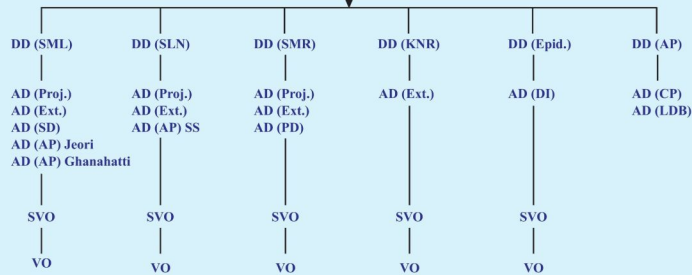 DD (SML)
AD (Proj.)
AD (Ext.)
AD (SD)
AD (AP) Jeori
AD (AP) Ghanahatti
SVO
VO
DD (SLN)
AD (Proj.)
AD (Ext.)
AD (AP) SS
SVO
VO
DD (SMR)
AD (Proj.)
AD (Ext.)
AD (PD)
SVO
VO
DD (KNR)
AD (Ext.)
SVO
VO
DD (Epid.)
AD (DI)
SVO
VO
DD (AP)
AD (CP)
AD (LDB)